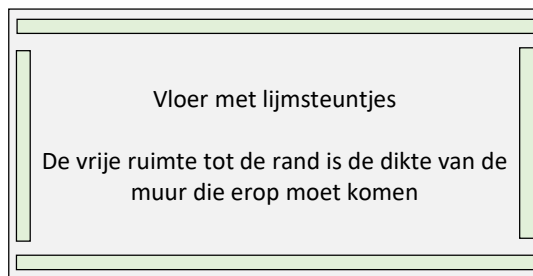 Vloer met lijmsteuntjes
De vrije ruimte tot de rand is de dikte van de
muur die erop moet komen